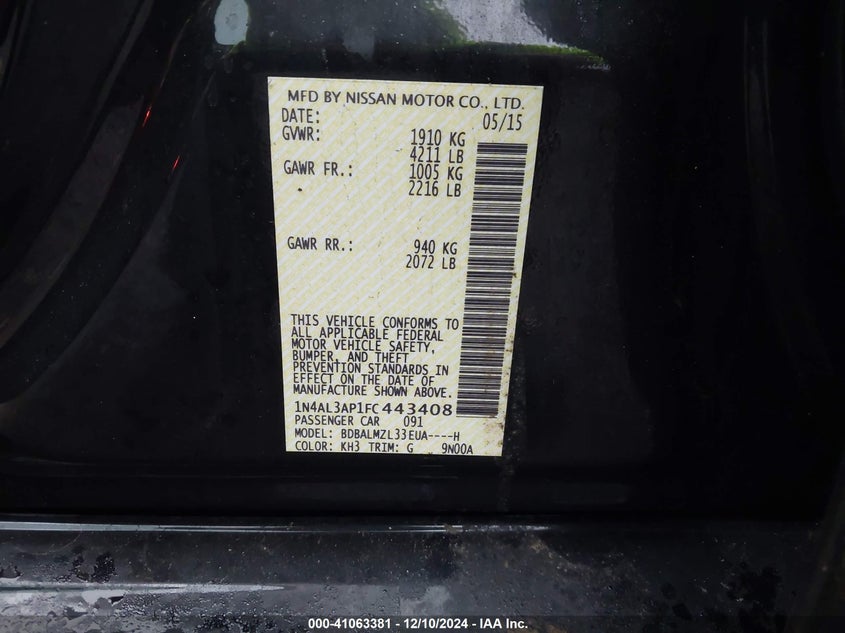 MFD BY NISSAN MOTOR CO., LTD.
DATE: 05/15
GVWR: 1910 KG
4211 LB
GAWR FR.: 1005 KG
2216 LB
GAWR RR.: 940 KG
2072 LB
THIS VEHICLE CONFORMS TO
ALL APPLICABLE FEDERAL
MOTOR VEHICLE SAFETY,
BUMPER, AND THEFT
PREVENTION STANDARDS IN
EFFECT ON THE DATE OF
MANUFACTURE SHOWN ABOVE.
1N4AL3AP1FC443408
PASSENGER CAR 091
MODEL: BDBALMZL33EUA----H
COLOR: KH3 TRIM: G 9N00A
000-41063381 - 12/10/2024 - IAA Inc.